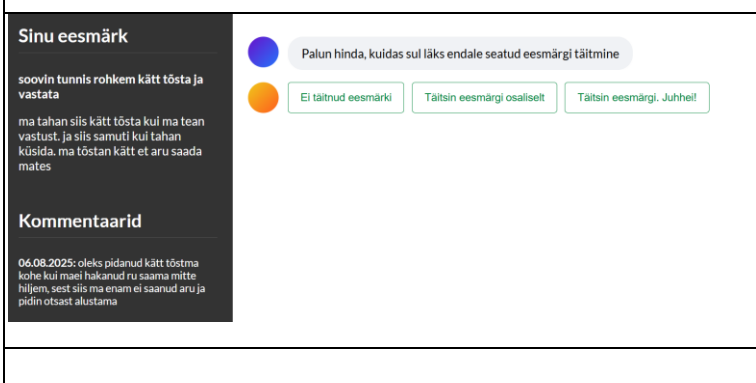 Sinu eesmärk
soovin tunnis rohkem kätt tõsta ja
vastata
ma tahan siis kätt tõsta kui ma tean
vastust. ja siis samuti kui tahan
küsida. ma tõstan kätt et aru saada
mates
Kommentaarid
06.08.2025: oleks pidanud kätt tõstma
kohe kui maei hakanud ru saama mitte
hiljem, sest siis ma enam ei saanud aru ja
pidin otsast alustama
Palun hinda, kuidas sul läks endale seatud eesmärgi täitmine
Ei täitnud eesmärki
Täitsin eesmärgi osaliselt
Täitsin eesmärgi. Juhhei!